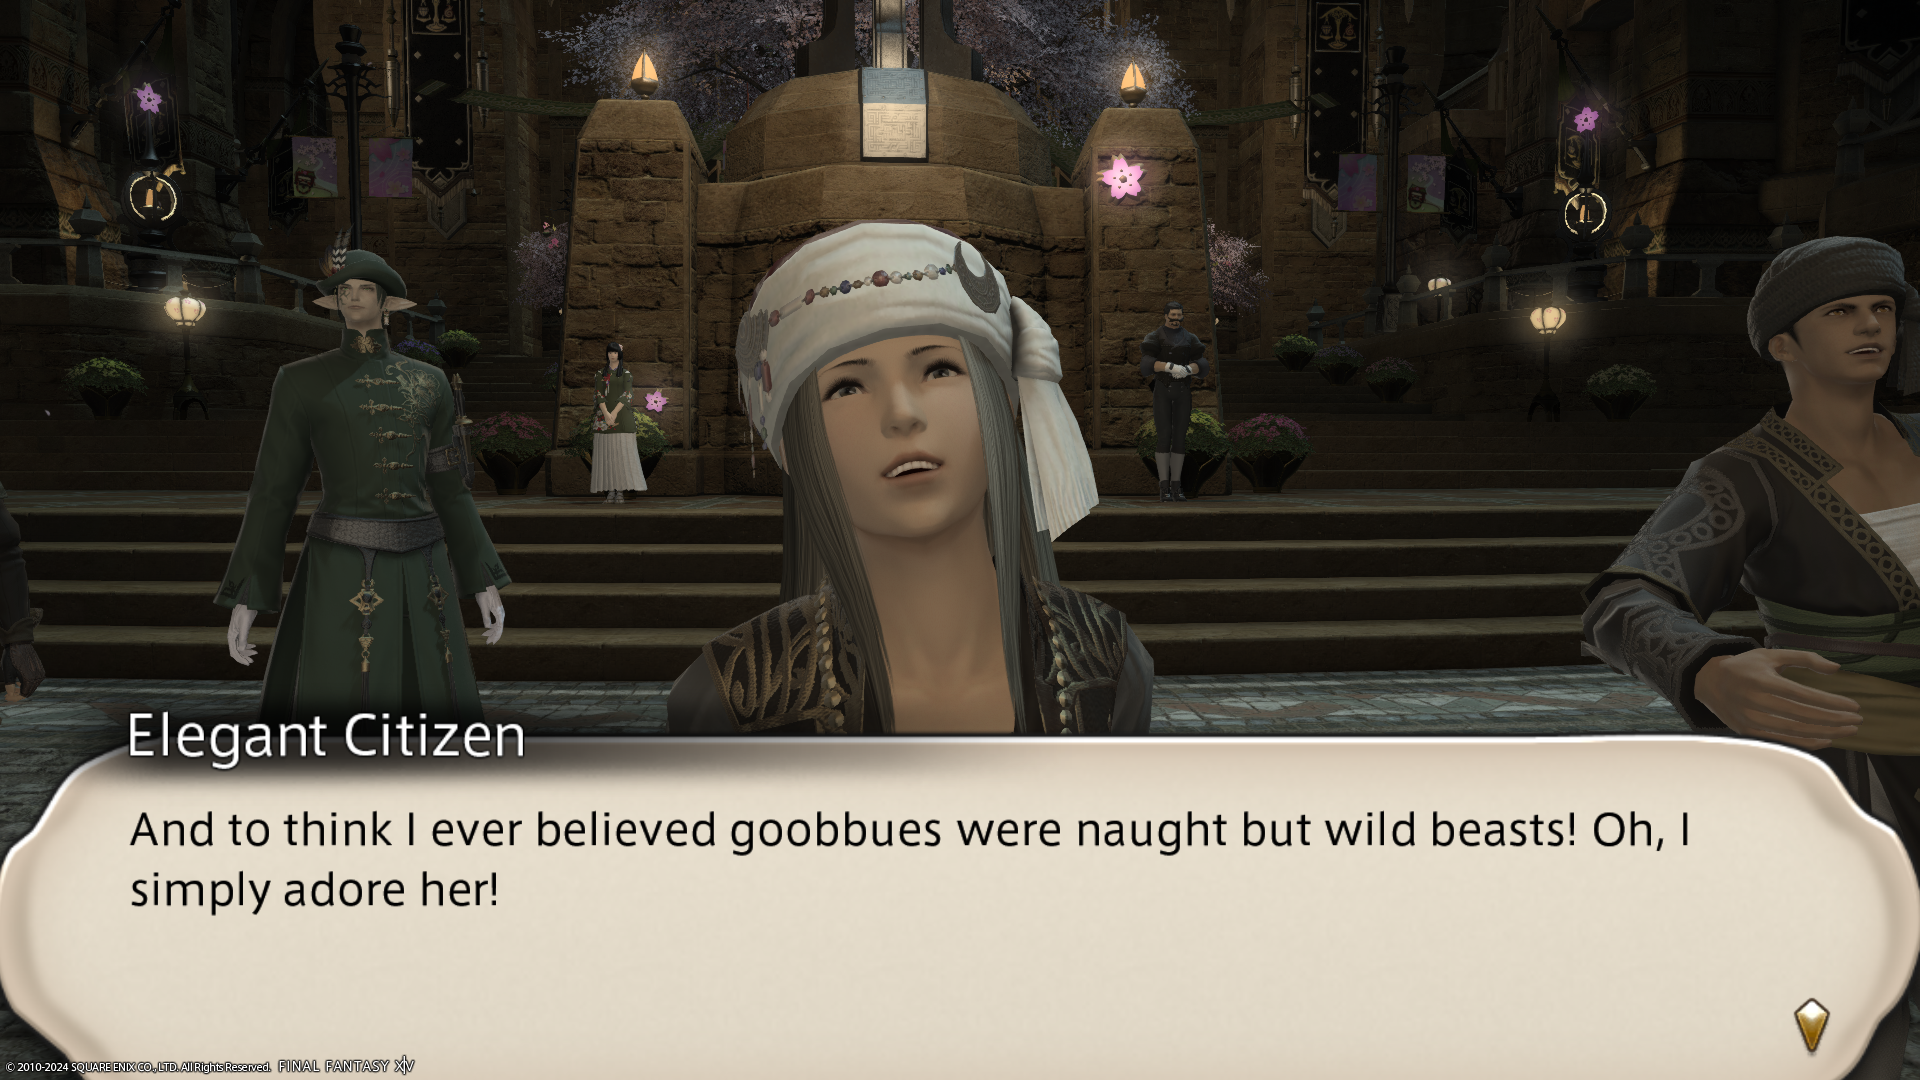 Elegant Citizen
And to think I ever believed goobbues were naught but wild beasts! Oh, I
simply adore her!
© 2010-2024 SQUARE ENIX CO., LTD. All Rights Reserved. FINAL FANTASY XIV